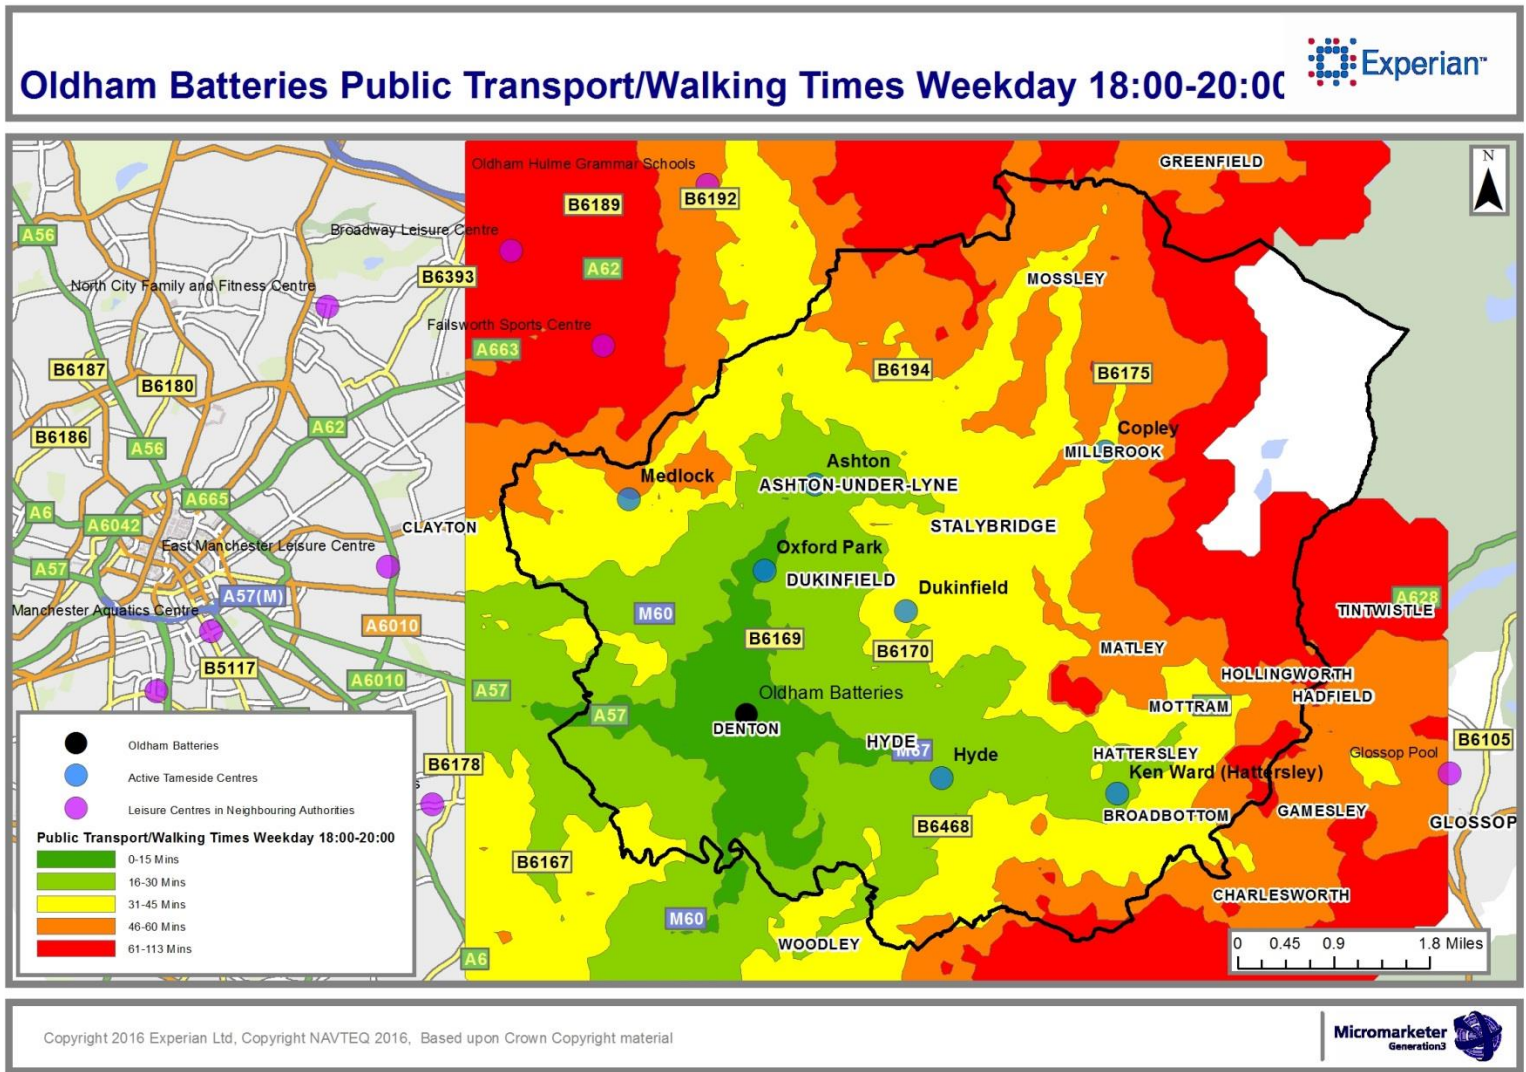 Oldham Batteries Public Transport/Walking Times Weekday 18:00-20:00
Experian™
N
GREENFIELD
Oldham Hulme Grammar Schools
B6192
B6189
A56
Broadway Leisure Centre
A62
B6393
MOSSLEY
North City Family and Fitness Centre
Failsworth Sports Centre
A663
B6187
B6180
B6194
B6175
A62
Copley
B6186
A56
MILLBROOK
Ashton
Medlock
ASHTON-UNDER-LYNE
A665
A6
A6042
CLAYTON
STALYBRIDGE
East Manchester Leisure Centre
Oxford Park
A57
DUKINFIELD
Dukinfield
A57(M)
A628
TINTWISTLE
Manchester Aquatics Centre
M60
A6010
B6169
B6170
MATLEY
B5117
HOLLINGWORTH
A6010
A57
HADFIELD
Oldham Batteries
MOTTRAM
A57
DENTON
HYDE
M67
Hyde
HATTERSLEY
Glossop Pool
B6105
B6178
Ken Ward (Hattersley)
s
BROADBOTTOM
GAMESLEY
GLOSSOP
B6468
B6167
CHARLESWORTH
M60
WOODLEY
A6
Oldham Batteries
Active Tameside Centres
Leisure Centres in Neighbouring Authorities
Public Transport/Walking Times Weekday 18:00-20:00
0-15 Mins
16-30 Mins
31-45 Mins
46-60 Mins
61-113 Mins
0 0.45 0.9 1.8 Miles
Copyright 2016 Experian Ltd, Copyright NAVTEQ 2016, Based upon Crown Copyright material
Micromarketer
Generation3